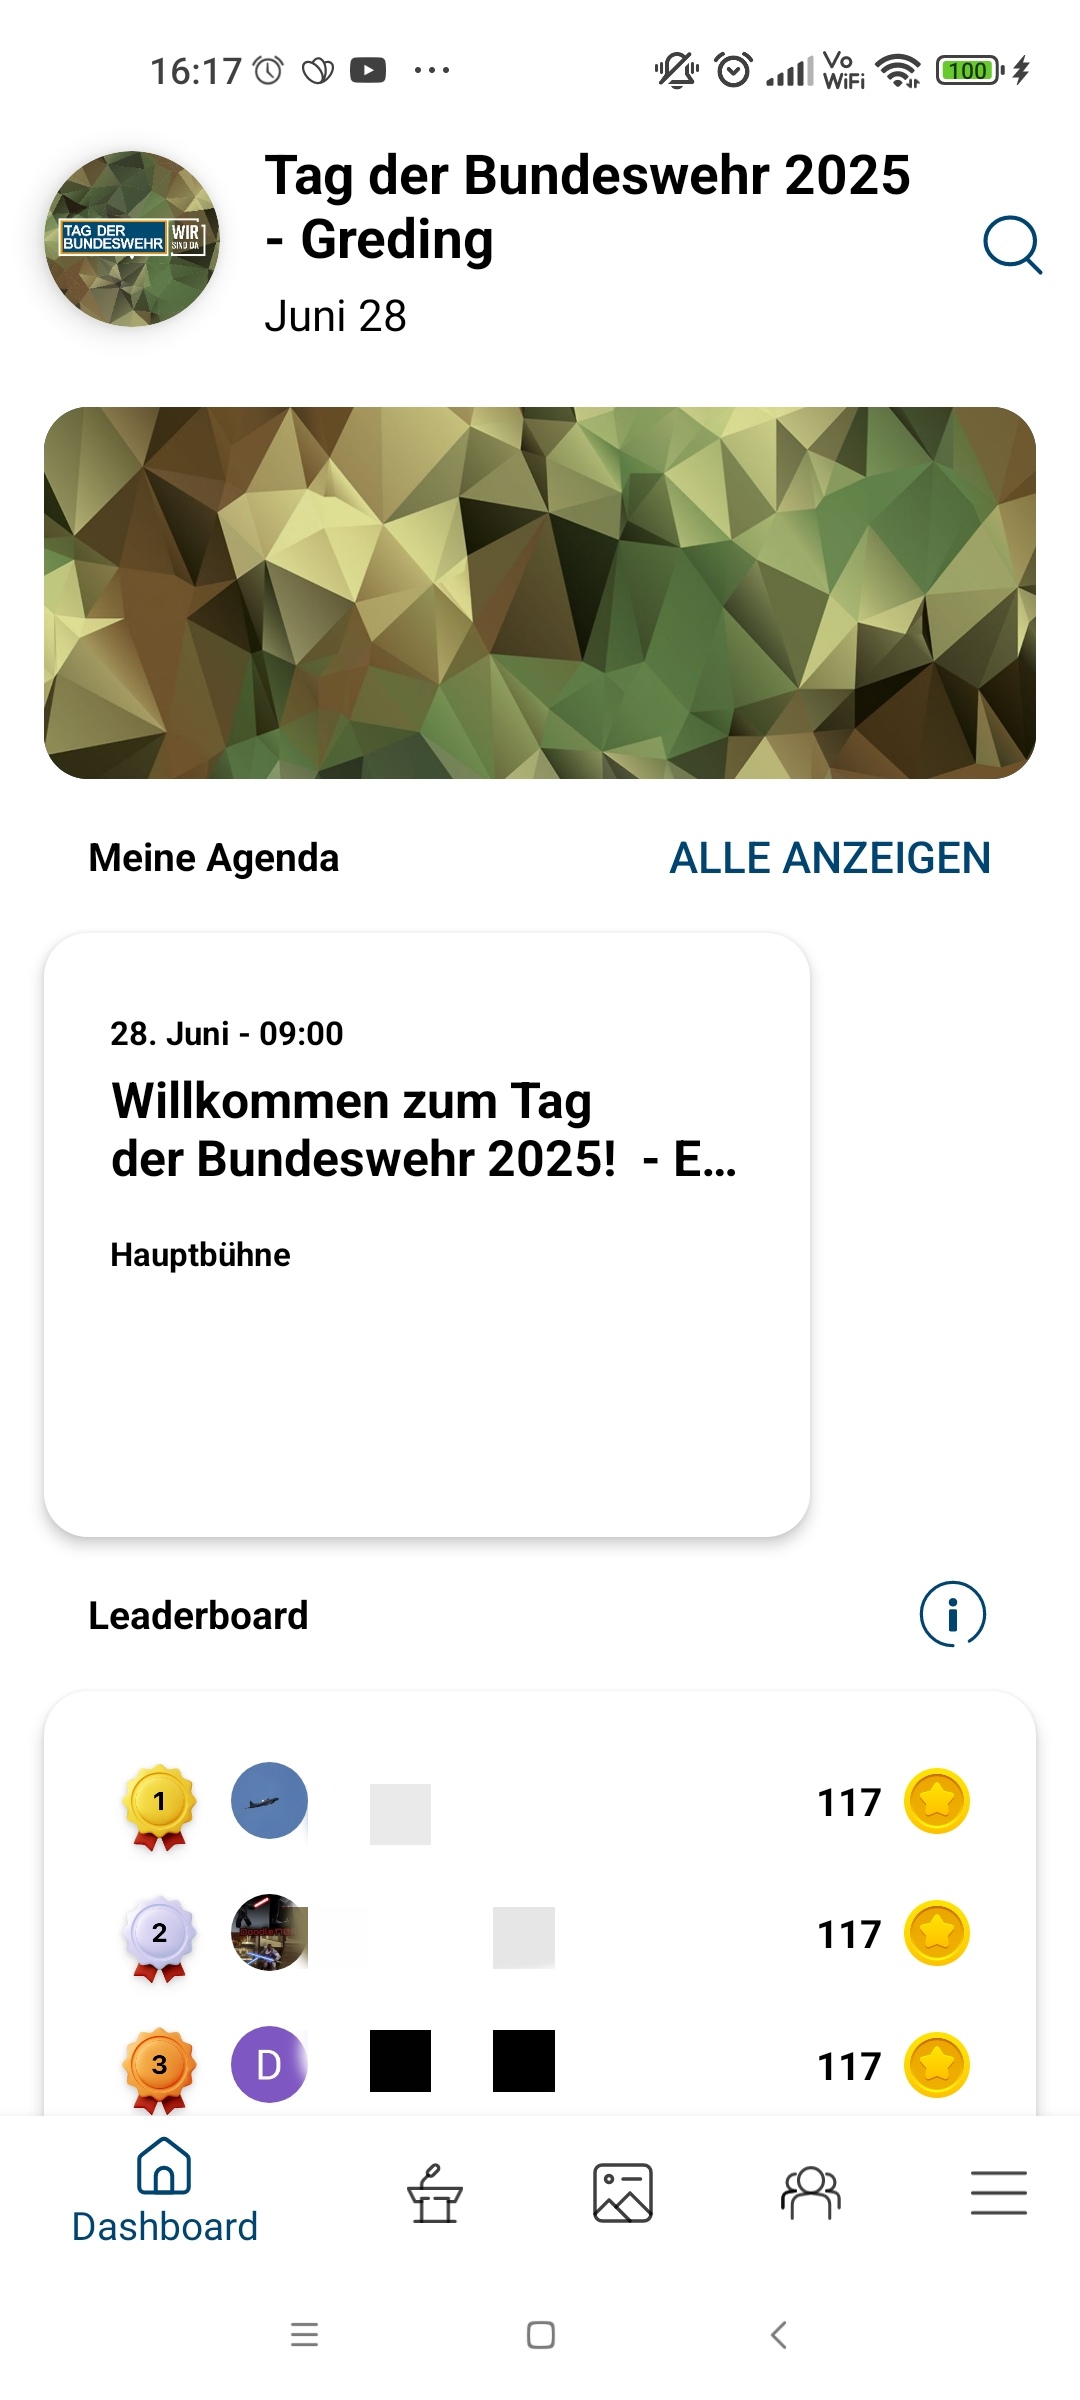 16:17
Vo
WiFi
100
TAG DER
BUNDESWEHR
WIR
SIND DA
Tag der Bundeswehr 2025
- Greding
Juni 28
Meine Agenda
ALLE ANZEIGEN
28. Juni - 09:00
Willkommen zum Tag
der Bundeswehr 2025!  - E...
Hauptbühne
Leaderboard
1
117
2
117
3
D
117
Dashboard